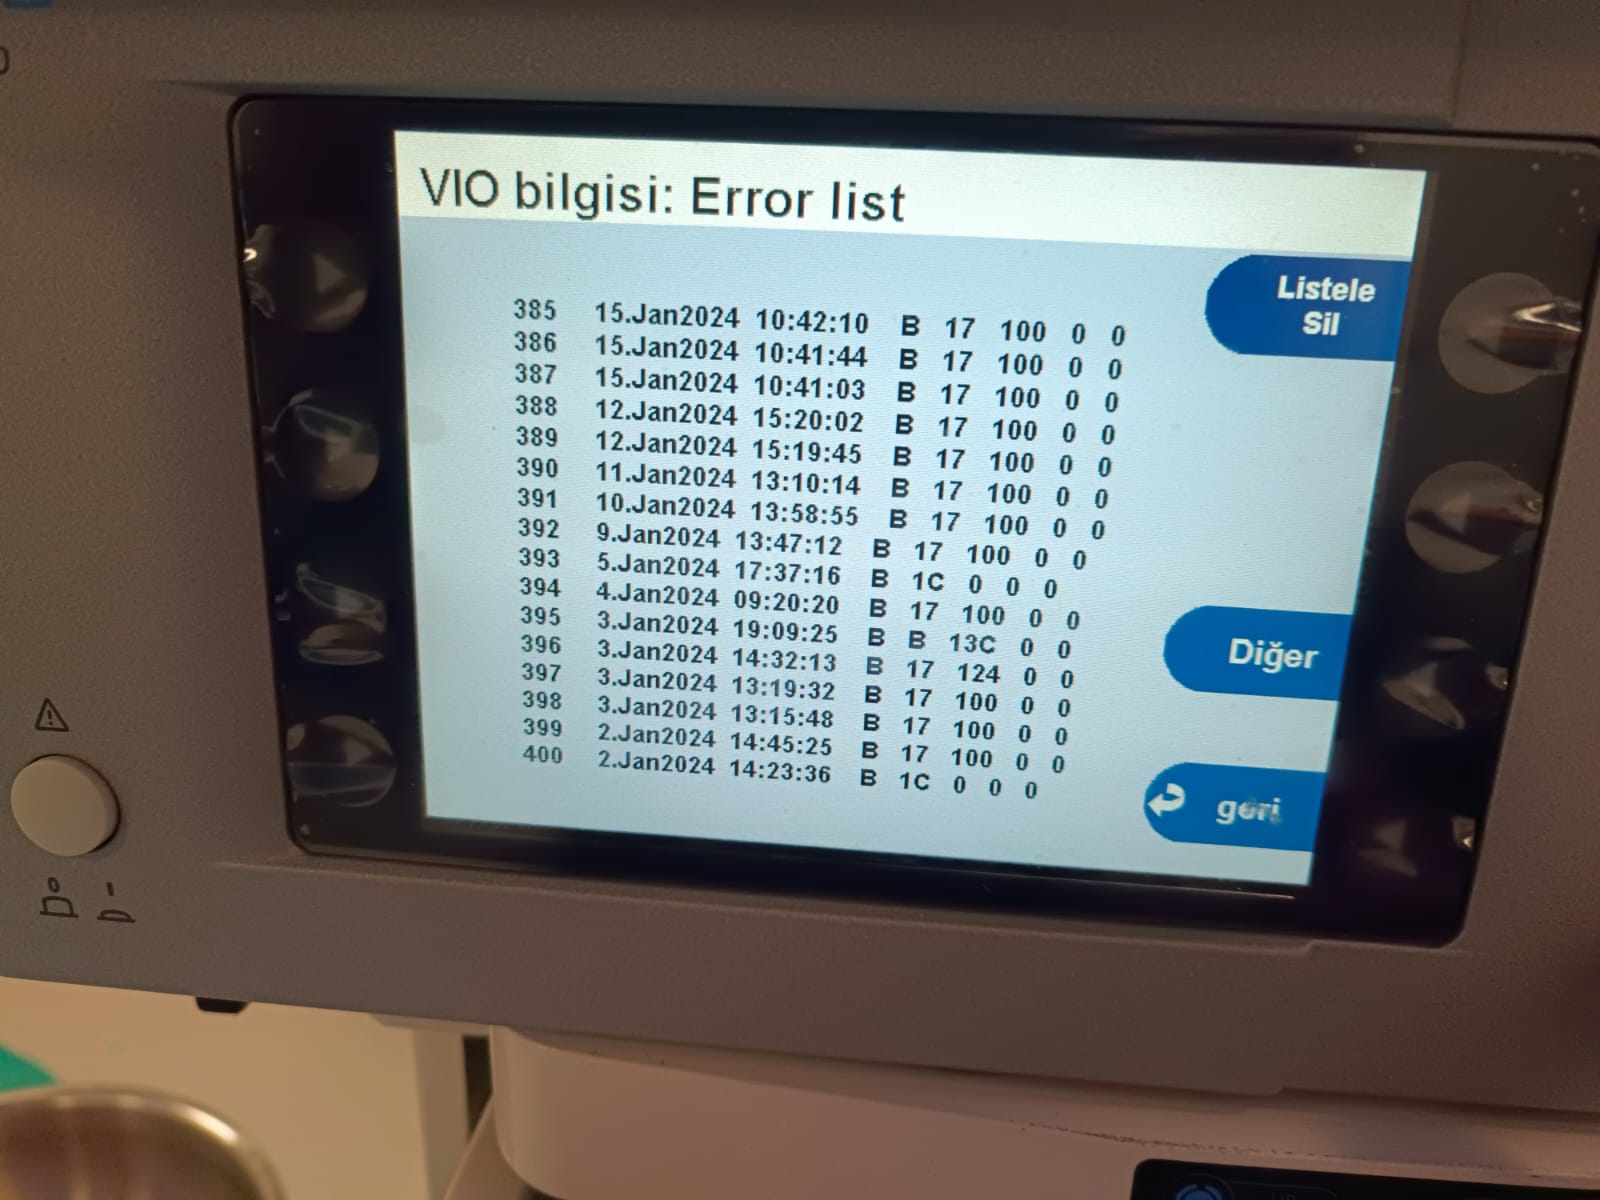 VIO bilgisi: Error list
385 15.Jan2024 10:42:10 B 17 100 0 0
386 15.Jan2024 10:41:44 B 17 100 0 0
387 15.Jan2024 10:41:03 B 17 100 0 0
388 12.Jan2024 15:20:02 B 17 100 0 0
389 12.Jan2024 15:19:45 B 17 100 0 0
390 11.Jan2024 13:10:14 B 17 100 0 0
391 10.Jan2024 13:58:55 B 17 100 0 0
392 9.Jan2024 13:47:12 B 17 100 0 0
393 5.Jan2024 17:37:16 B 1C 0 0 0
394 4.Jan2024 09:20:20 B 17 100 0 0
395 3.Jan2024 19:09:25 B B 13C 0 0
396 3.Jan2024 14:32:13 B 17 124 0 0
397 3.Jan2024 13:19:32 B 17 100 0 0
398 3.Jan2024 13:15:48 B 17 100 0 0
399 2.Jan2024 14:45:25 B 17 100 0 0
400 2.Jan2024 14:23:36 B 1C 0 0 0
Listele
Sil
Diğer
geri